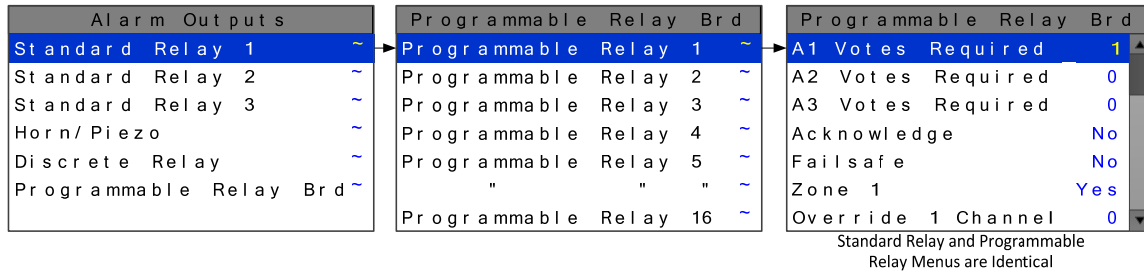 Alarm Outputs
Standard Relay 1 ~
Standard Relay 2 ~
Standard Relay 3 ~
Horn/Piezo ~
Discrete Relay ~
Programmable Relay Brd ~
Programmable Relay Brd
Programmable Relay 1 ~
Programmable Relay 2 ~
Programmable Relay 3 ~
Programmable Relay 4 ~
Programmable Relay 5 ~
" " " ~
Programmable Relay 16 ~
Programmable Relay Brd
A1 Votes Required 1
A2 Votes Required 0
A3 Votes Required 0
Acknowledge No
Failsafe No
Zone 1 Yes
Override 1 Channel 0
Standard Relay and Programmable
Relay Menus are Identical